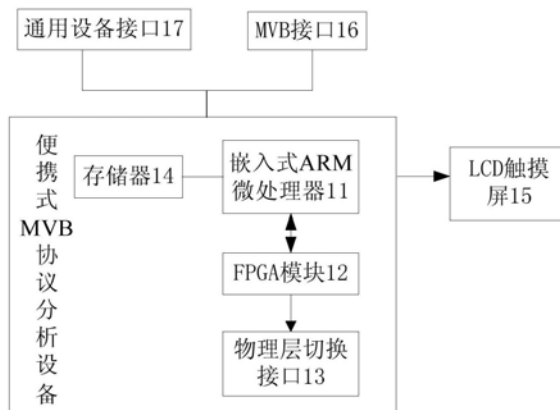 通用设备接口17
MVB接口16
便携式MVB协议分析设备
存储器14
嵌入式ARM
微处理器11
LCD触摸
屏15
FPGA模块12
物理层切换
接口13